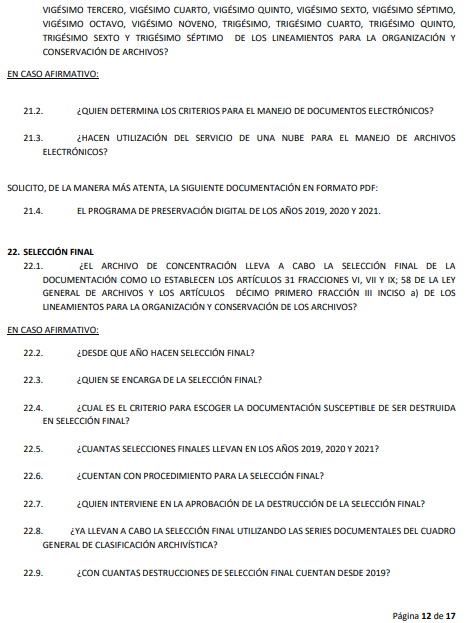 VIGÉSIMO TERCERO, VIGÉSIMO CUARTO, VIGÉSIMO QUINTO, VIGÉSIMO SEXTO, VIGÉSIMO SÉPTIMO,
VIGÉSIMO OCTAVO, VIGÉSIMO NOVENO, TRIGÉSIMO, TRIGÉSIMO CUARTO, TRIGÉSIMO QUINTO,
TRIGÉSIMO SEXTO Y TRIGÉSIMO SÉPTIMO DE LOS LINEAMIENTOS PARA LA ORGANIZACIÓN Y
CONSERVACIÓN DE ARCHIVOS?
EN CASO AFIRMATIVO:
21.2. ¿QUIEN DETERMINA LOS CRITERIOS PARA EL MANEJO DE DOCUMENTOS ELECTRÓNICOS?
21.3. ¿HACEN UTILIZACIÓN DEL SERVICIO DE UNA NUBE PARA EL MANEJO DE ARCHIVOS
ELECTRÓNICOS?
SOLICITO, DE LA MANERA MÁS ATENTA, LA SIGUIENTE DOCUMENTACIÓN EN FORMATO PDF:
21.4. EL PROGRAMA DE PRESERVACIÓN DIGITAL DE LOS AÑOS 2019, 2020 Y 2021.
22. SELECCIÓN FINAL
22.1. ¿EL ARCHIVO DE CONCENTRACIÓN LLEVA A CABO LA SELECCIÓN FINAL DE LA
DOCUMENTACIÓN COMO LO ESTABLECEN LOS ARTÍCULOS 31 FRACCIONES VI, VII Y IX; 58 DE LA LEY
GENERAL DE ARCHIVOS Y LOS ARTÍCULOS DÉCIMO PRIMERO FRACCIÓN III INCISO a) DE LOS
LINEAMIENTOS PARA LA ORGANIZACIÓN Y CONSERVACIÓN DE LOS ARCHIVOS?
EN CASO AFIRMATIVO:
22.2. ¿DESDE QUE AÑO HACEN SELECCIÓN FINAL?
22.3. ¿QUIEN SE ENCARGA DE LA SELECCIÓN FINAL?
22.4. ¿CUAL ES EL CRITERIO PARA ESCOGER LA DOCUMENTACIÓN SUSCEPTIBLE DE SER DESTRUIDA
EN SELECCIÓN FINAL?
22.5. ¿CUANTAS SELECCIONES FINALES LLEVAN EN LOS AÑOS 2019, 2020 Y 2021?
22.6. ¿CUENTAN CON PROCEDIMIENTO PARA LA SELECCIÓN FINAL?
22.7. ¿QUIEN INTERVIENE EN LA APROBACIÓN DE LA DESTRUCCIÓN DE LA SELECCIÓN FINAL?
22.8. ¿YA LLEVAN A CABO LA SELECCIÓN FINAL UTILIZANDO LAS SERIES DOCUMENTALES DEL CUADRO
GENERAL DE CLASIFICACIÓN ARCHIVÍSTICA?
22.9. ¿CON CUANTAS DESTRUCCIONES DE SELECCIÓN FINAL CUENTAN DESDE 2019?
Página 12 de 17